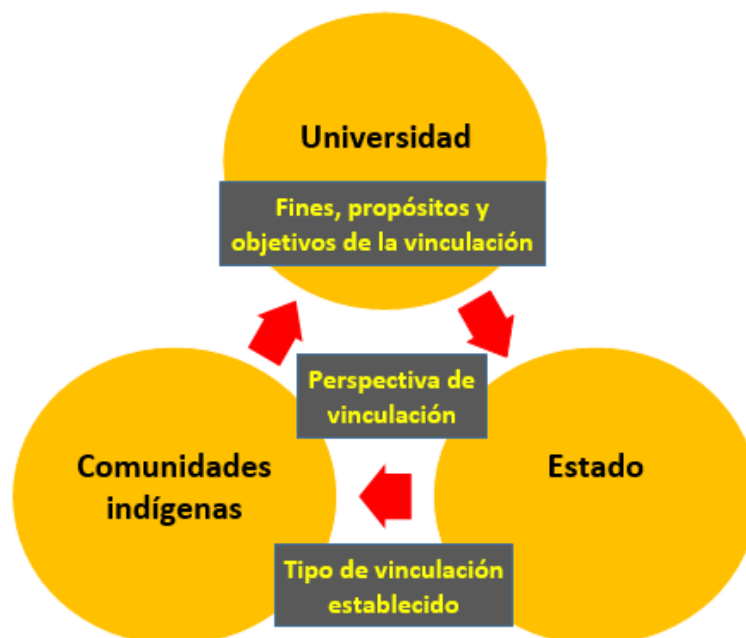 Universidad
Fines, propósitos y
objetivos de la vinculación
Perspectiva de
vinculación
Comunidades
indígenas
Estado
Tipo de vinculación
establecido